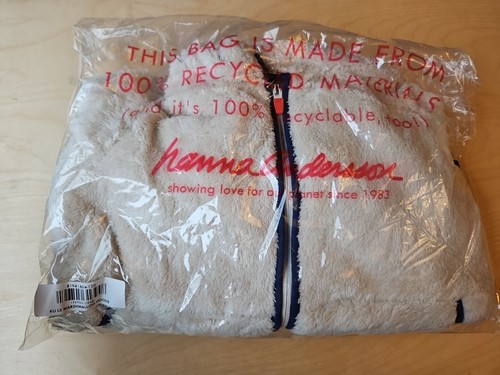 THIS BAG IS MADE FROM
100% RECYCLED MATERIALS
(and it's 100% recyclable, too!)
hanna andersson
showing love for our planet since 1983